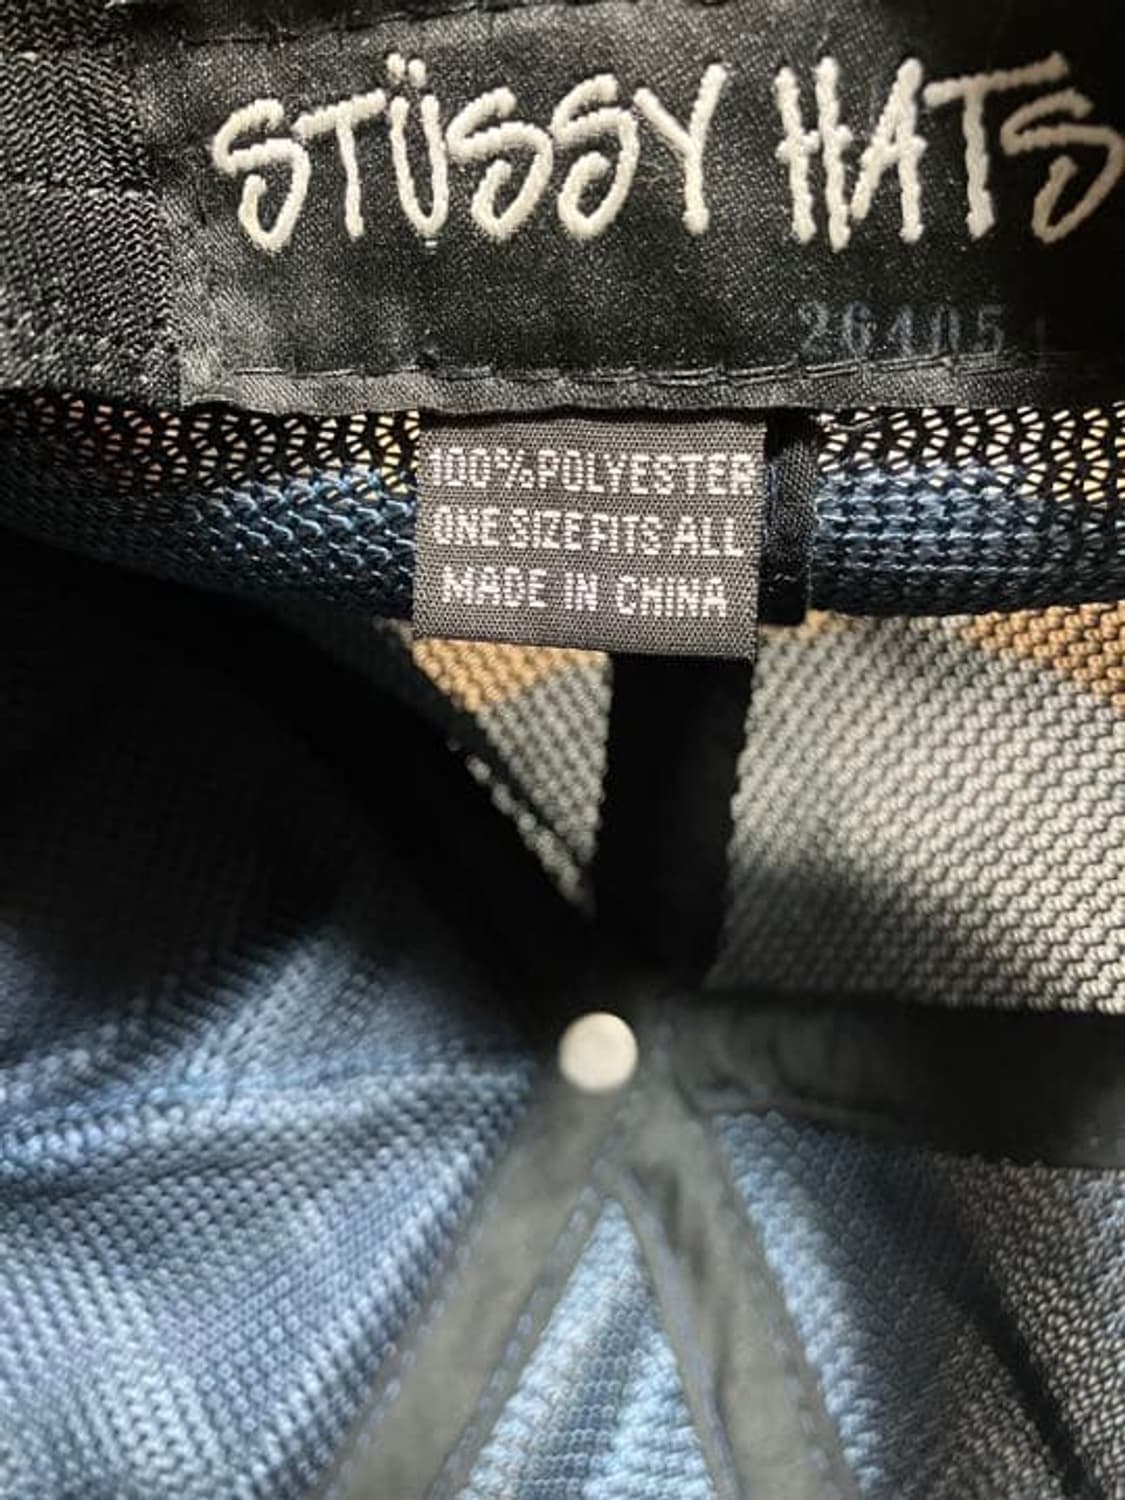 STÜSSY HATS
100% POLYESTER
ONE SIZE FITS ALL
MADE IN CHINA